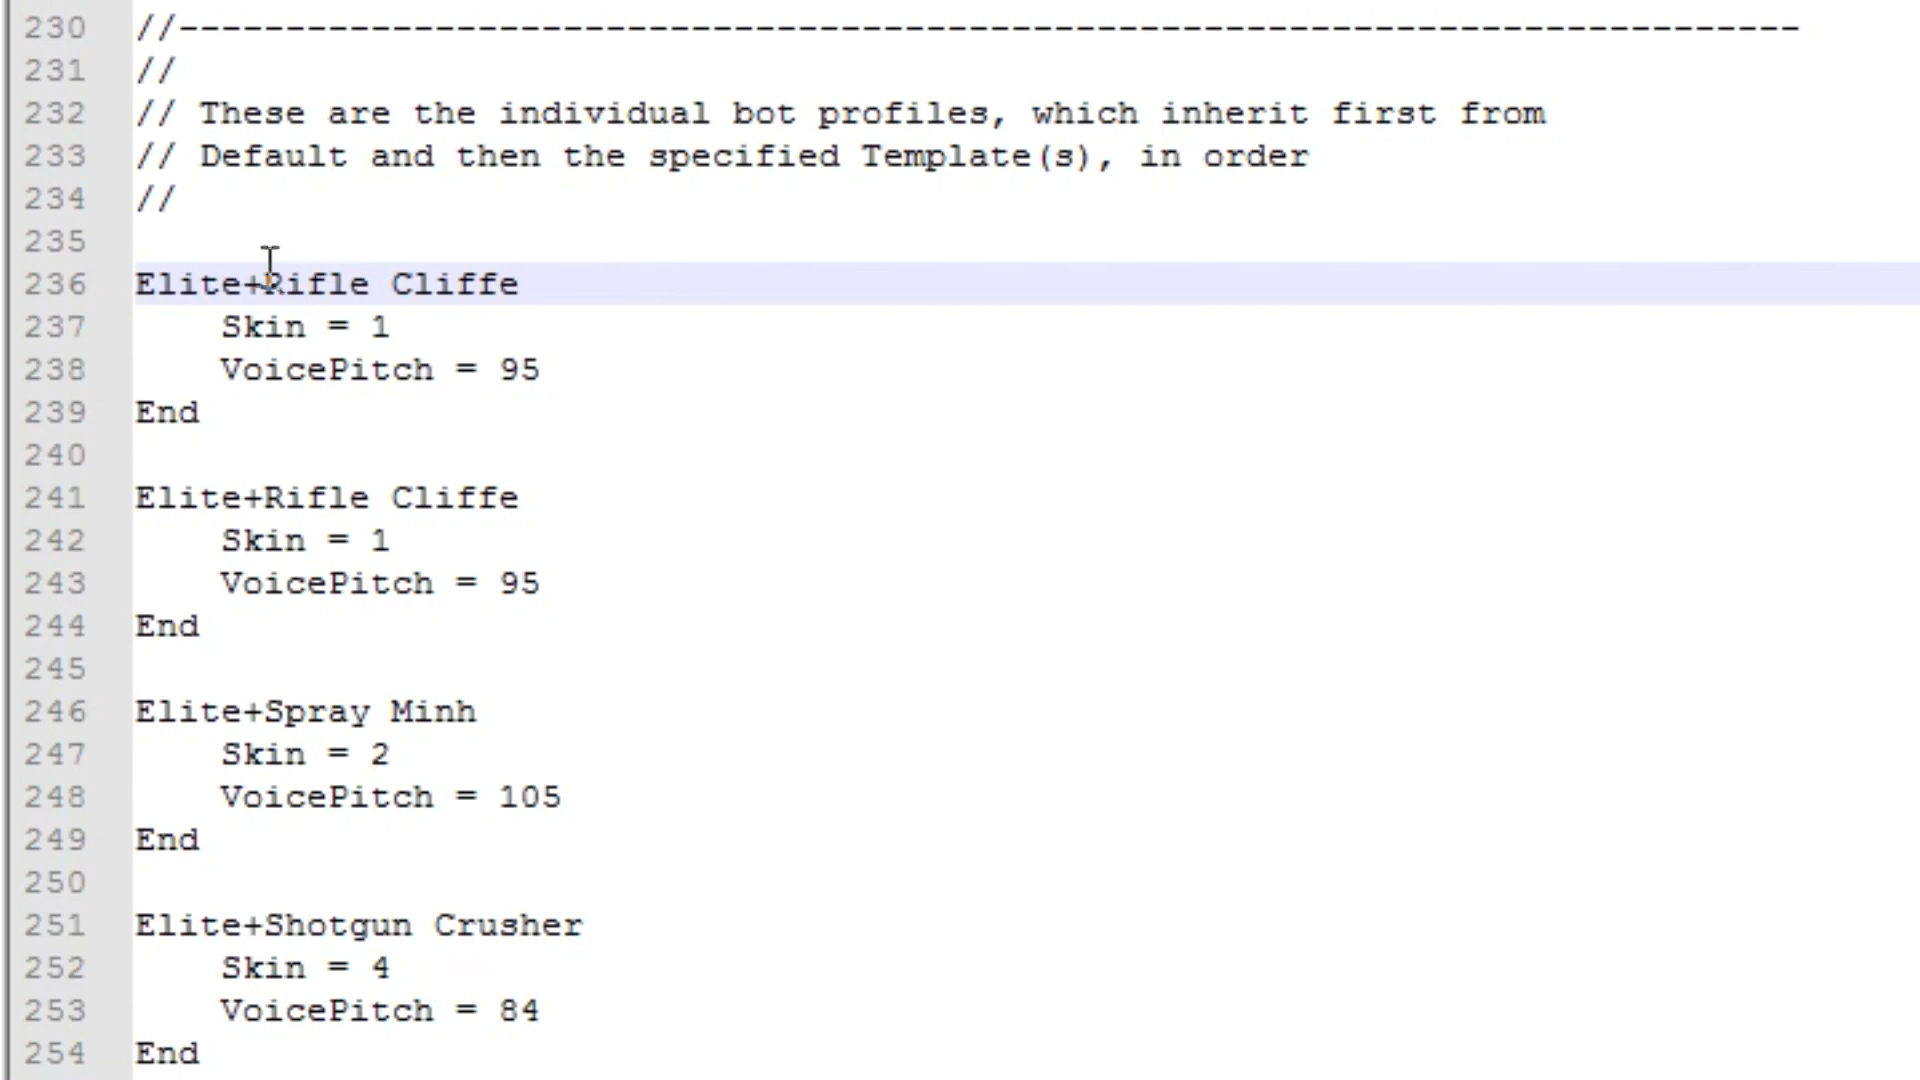 230 //----------------------------------------------------------------------------
231 //
232 // These are the individual bot profiles, which inherit first from
233 // Default and then the specified Template(s), in order
234 //
235
236 Elite+Rifle Cliffe
237     Skin = 1
238     VoicePitch = 95
239 End
240
241 Elite+Rifle Cliffe
242     Skin = 1
243     VoicePitch = 95
244 End
245
246 Elite+Spray Minh
247     Skin = 2
248     VoicePitch = 105
249 End
250
251 Elite+Shotgun Crusher
252     Skin = 4
253     VoicePitch = 84
254 End